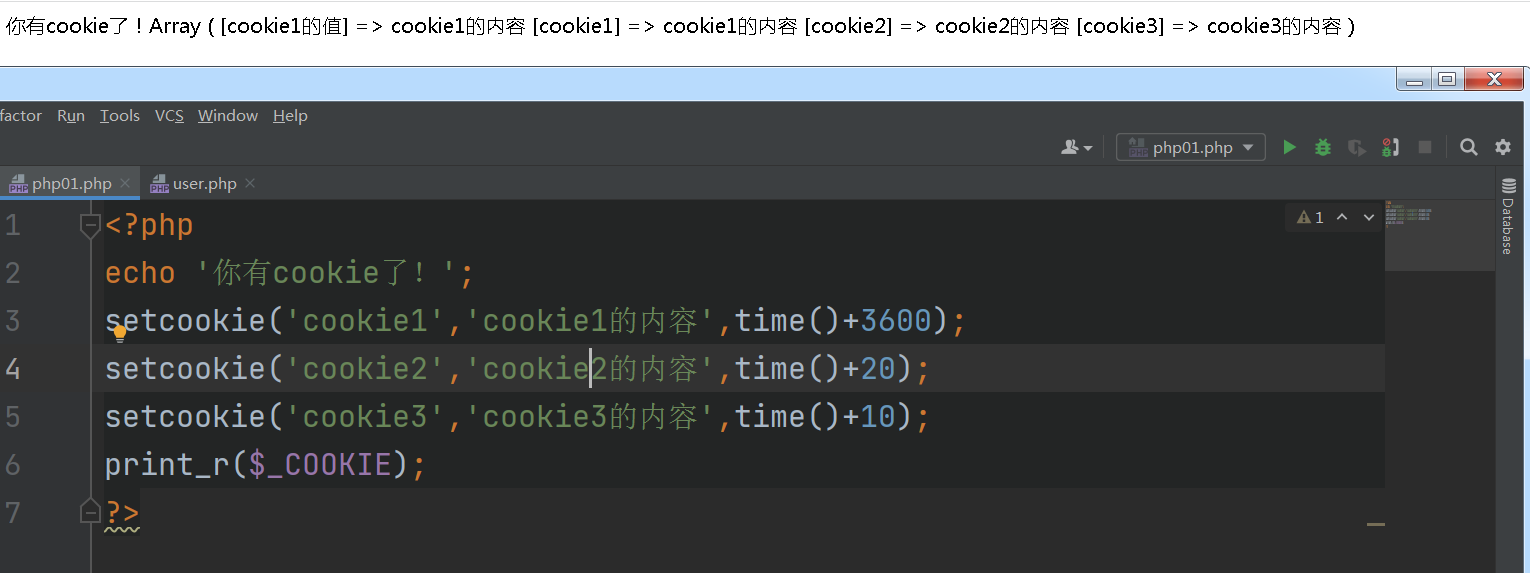 你有cookie了！Array ( [cookie1的值] => cookie1的内容 [cookie1] => cookie1的内容 [cookie2] => cookie2的内容 [cookie3] => cookie3的内容 )
factor Run Tools VCS Window Help
php01.php
php01.php user.php
Database
1
1 <?php
2 echo '你有cookie了！';
3 setcookie('cookie1','cookie1的内容',time()+3600);
4 setcookie('cookie2','cookie2的内容',time()+20);
5 setcookie('cookie3','cookie3的内容',time()+10);
6 print_r($_COOKIE);
7 ?>